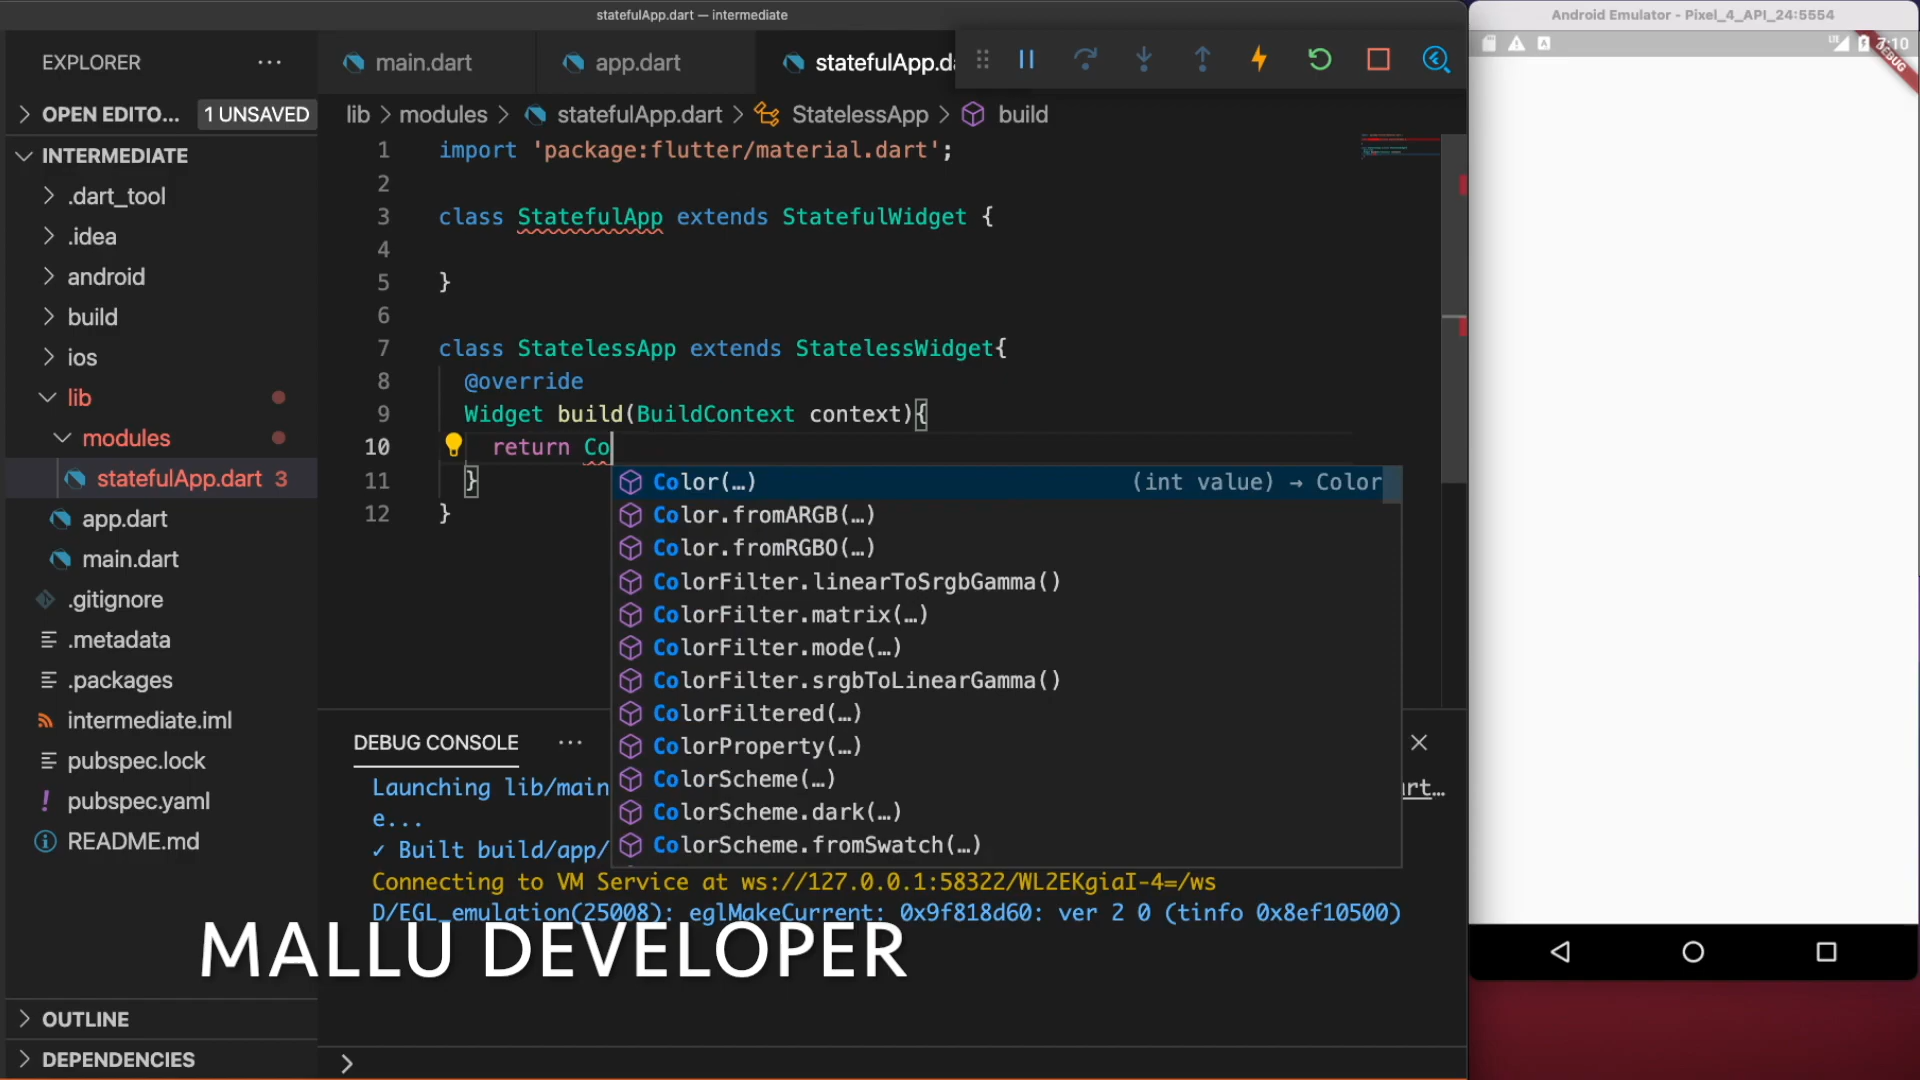 statefulApp.dart — intermediate
Android Emulator - Pixel_4_API_24:5554
EXPLORER
main.dart
app.dart
statefulApp.da
7:10
DEBUG
OPEN EDITO...
1 UNSAVED
lib > modules > statefulApp.dart > StatelessApp > build
INTERMEDIATE
.dart_tool
.idea
android
build
ios
lib
modules
statefulApp.dart 3
app.dart
main.dart
.gitignore
.metadata
.packages
intermediate.iml
pubspec.lock
pubspec.yaml
README.md
OUTLINE
DEPENDENCIES
1 import 'package:flutter/material.dart';
2
3 class StatefulApp extends StatefulWidget {
4
5 }
6
7 class StatelessApp extends StatelessWidget{
8 @override
9 Widget build(BuildContext context){
10 return Co
11 }
12 }
Color(…) (int value) → Color
Color.fromARGB(…)
Color.fromRGBO(…)
ColorFilter.linearToSrgbGamma()
ColorFilter.matrix(…)
ColorFilter.mode(…)
ColorFilter.srgbToLinearGamma()
ColorFiltered(…)
ColorProperty(…)
ColorScheme(…)
ColorScheme.dark(…)
ColorScheme.fromSwatch(…)
DEBUG CONSOLE
Launching lib/main
e...
✓ Built build/app/
Connecting to VM Service at ws://127.0.0.1:58322/WL2EKgiaI-4=/ws
D/EGL_emulation(25008): eglMakeCurrent: 0x9f818d60: ver 2 0 (tinfo 0x8ef10500)
MALLU DEVELOPER